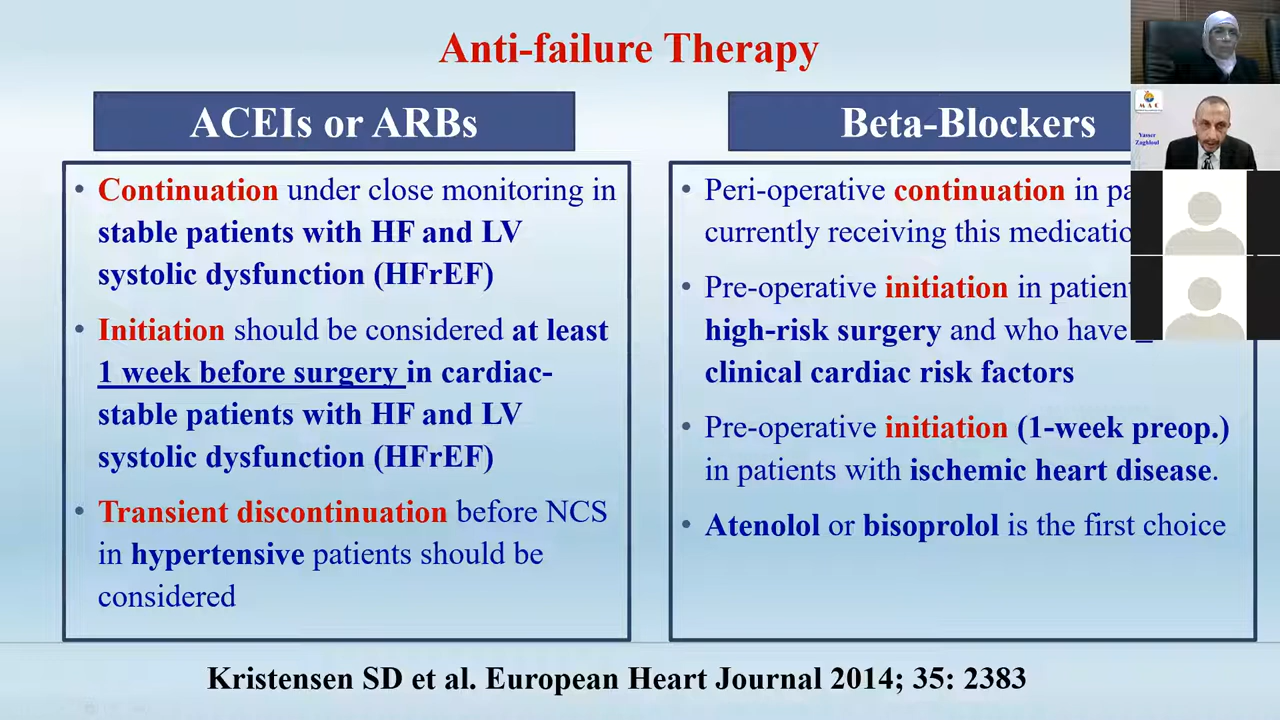 Anti-failure Therapy
ACEIs or ARBs
• Continuation under close monitoring in
stable patients with HF and LV
systolic dysfunction (HFrEF)
• Initiation should be considered at least
1 week before surgery in cardiac-
stable patients with HF and LV
systolic dysfunction (HFrEF)
• Transient discontinuation before NCS
in hypertensive patients should be
considered
Beta-Blockers
• Peri-operative continuation in
currently receiving this
• Pre-operative initiation in
high-risk surgery and who have
clinical cardiac risk factors
• Pre-operative initiation (1-week preop.)
in patients with ischemic heart disease.
• Atenolol or bisoprolol is the first choice
Kristensen SD et al. European Heart Journal 2014; 35: 2383
M A C
Yasser
Zaghloul